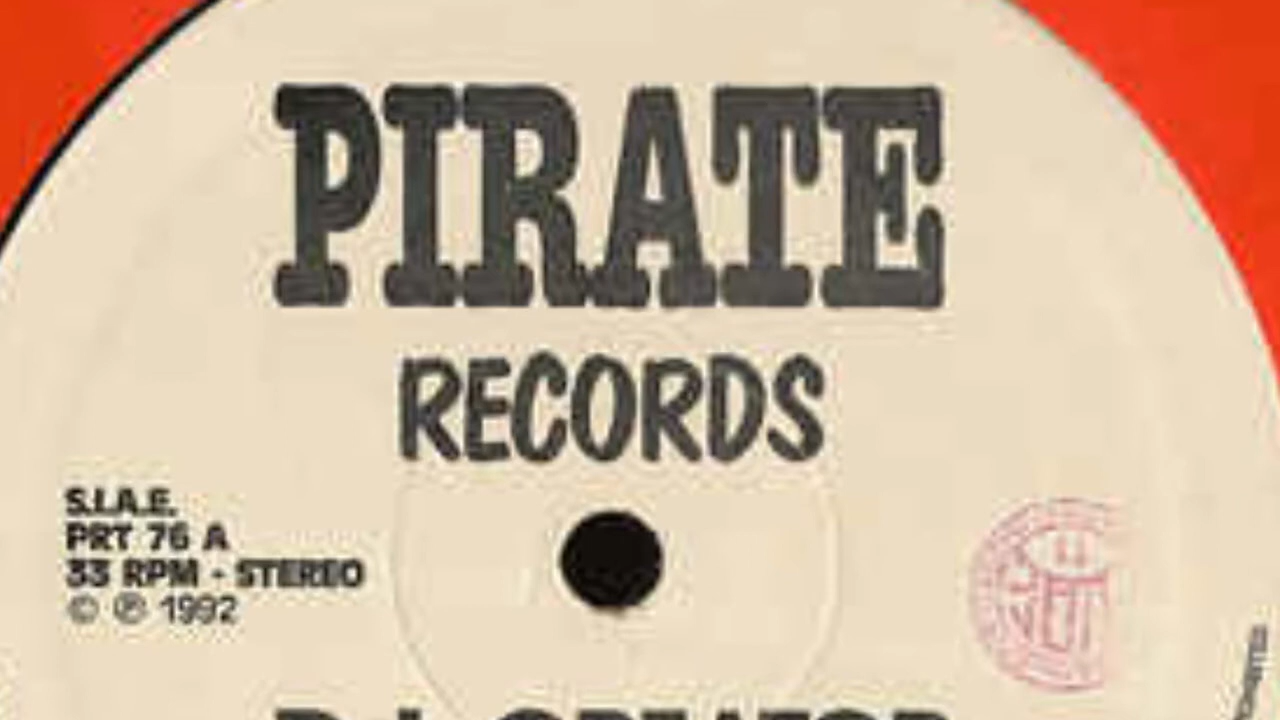 PIRATE
RECORDS
S.I.A.E.
PRT 76 A
33 RPM - STEREO
© ℗ 1992